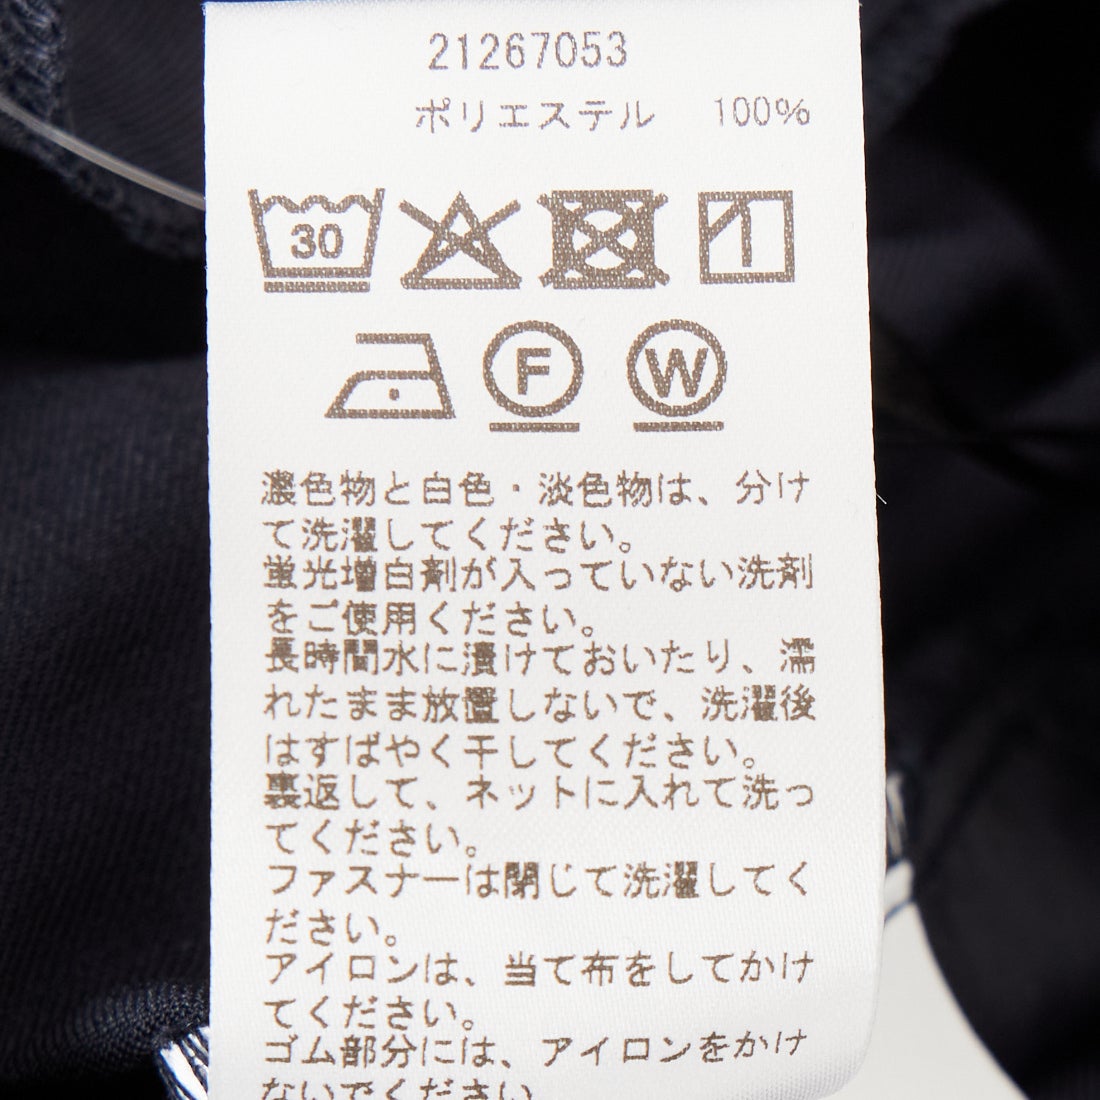 21267053
ポリエステル 100%
30
F W
濃色物と白色・淡色物は、分け
て洗濯してください。
蛍光増白剤が入っていない洗剤
をご使用ください。
長時間水に漬けておいたり、濡
れたまま放置しないで、洗濯後
はすばやく干してください。
裏返して、ネットに入れて洗っ
てください。
ファスナーは閉じて洗濯してく
ださい。
アイロンは、当て布をしてかけ
てください。
ゴム部分には、アイロンをかけ
ないでください